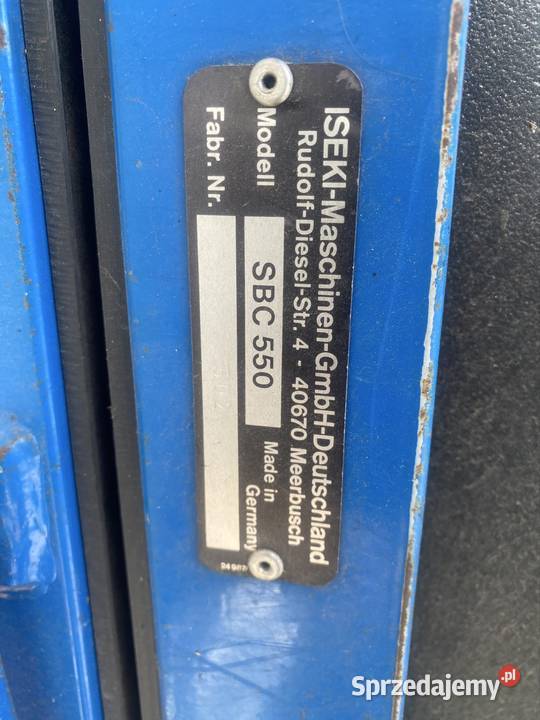 ISEKI-Maschinen-GmbH-Deutschland
Rudolf-Diesel-Str. 4 - 40670 Meerbusch
Modell SBC 550 Made in
Germany
Fabr. Nr.
Sprzedajemy.pl